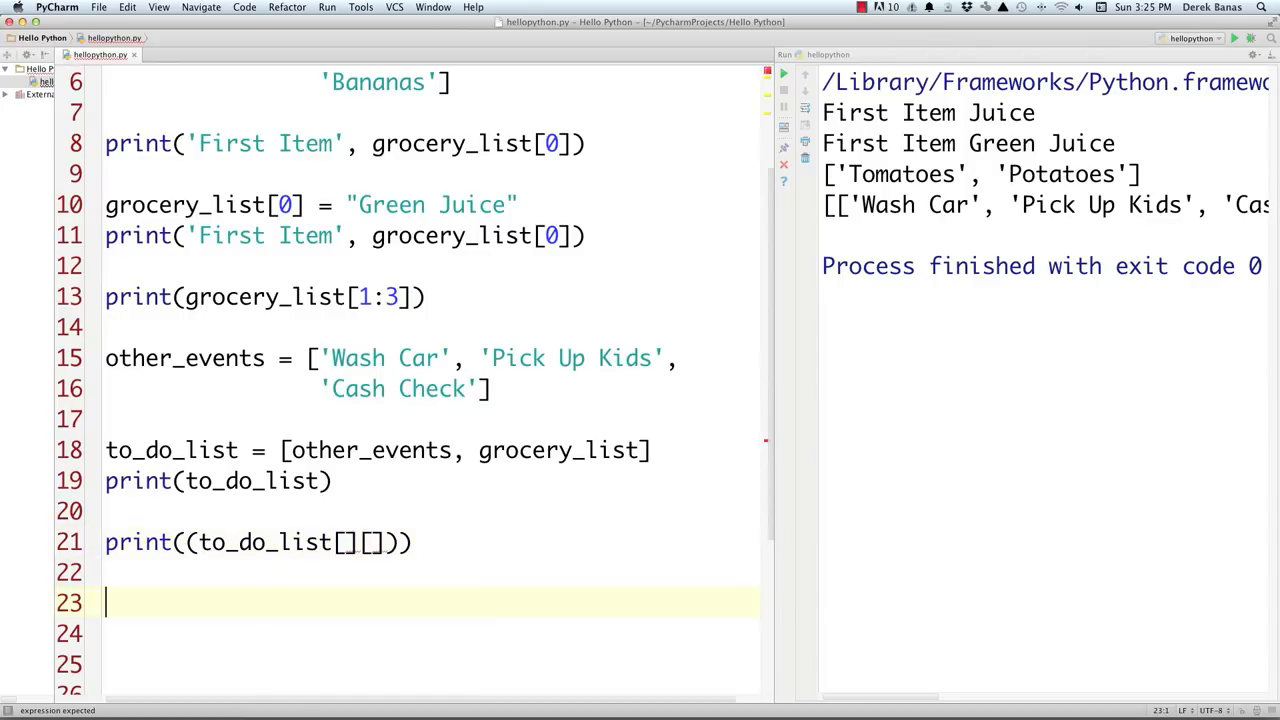 PyCharm File Edit View Navigate Code Refactor Run Tools VCS Window Help 10 Sun 3:25 PM Derek Banas
hellopython.py - Hello Python - [~/PycharmProjects/Hello Python]
Hello Python hellopython.py hellopython
hellopython.py Run hellopython
Hello P
hell
Extern
6 'Bananas']
7
8 print('First Item', grocery_list[0])
9
10 grocery_list[0] = "Green Juice"
11 print('First Item', grocery_list[0])
12
13 print(grocery_list[1:3])
14
15 other_events = ['Wash Car', 'Pick Up Kids',
16 'Cash Check']
17
18 to_do_list = [other_events, grocery_list]
19 print(to_do_list)
20
21 print((to_do_list[][]))
22
23
24
25
26
/Library/Frameworks/Python.framewo
First Item Juice
First Item Green Juice
['Tomatoes', 'Potatoes']
[['Wash Car', 'Pick Up Kids', 'Cas
Process finished with exit code 0
expression expected 23:1 LF UTF-8